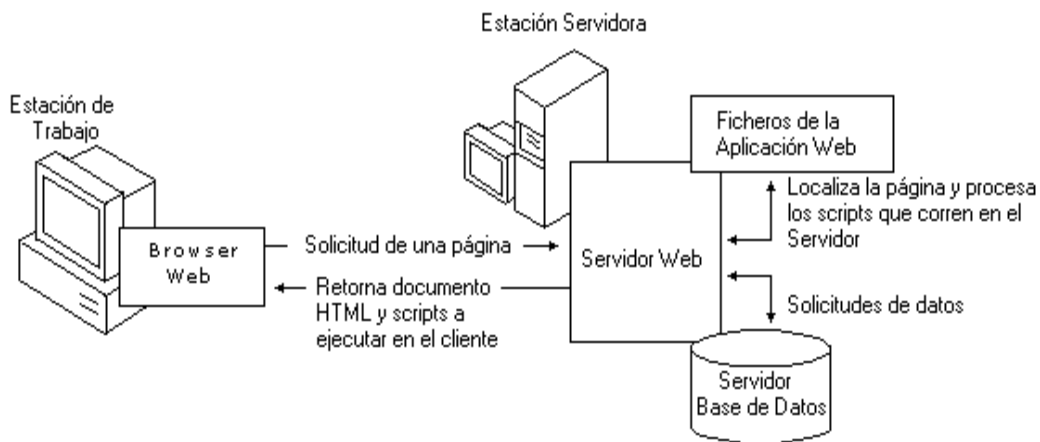 Estación Servidora
Estación de
Trabajo
Ficheros de la
Aplicación Web
Localiza la página y procesa
los scripts que corren en el
Servidor
Browser
Web
Solicitud de una página
Servidor Web
Retorna documento
HTML y scripts a
ejecutar en el cliente
Solicitudes de datos
Servidor
Base de Datos